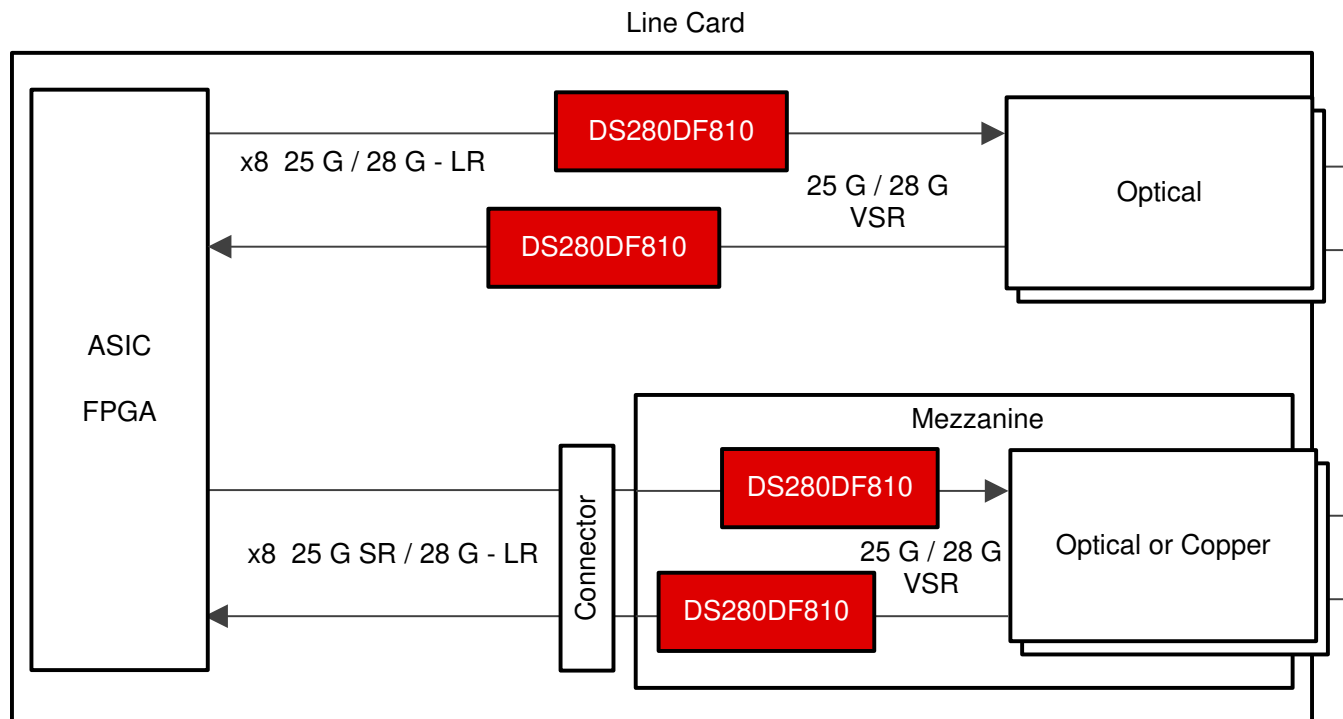 Line Card
DS280DF810
x8 25 G / 28 G - LR
25 G / 28 G
VSR
Optical
DS280DF810
ASIC
FPGA
Mezzanine
DS280DF810
Connector
x8 25 G SR / 28 G - LR
25 G / 28 G
VSR
Optical or Copper
DS280DF810